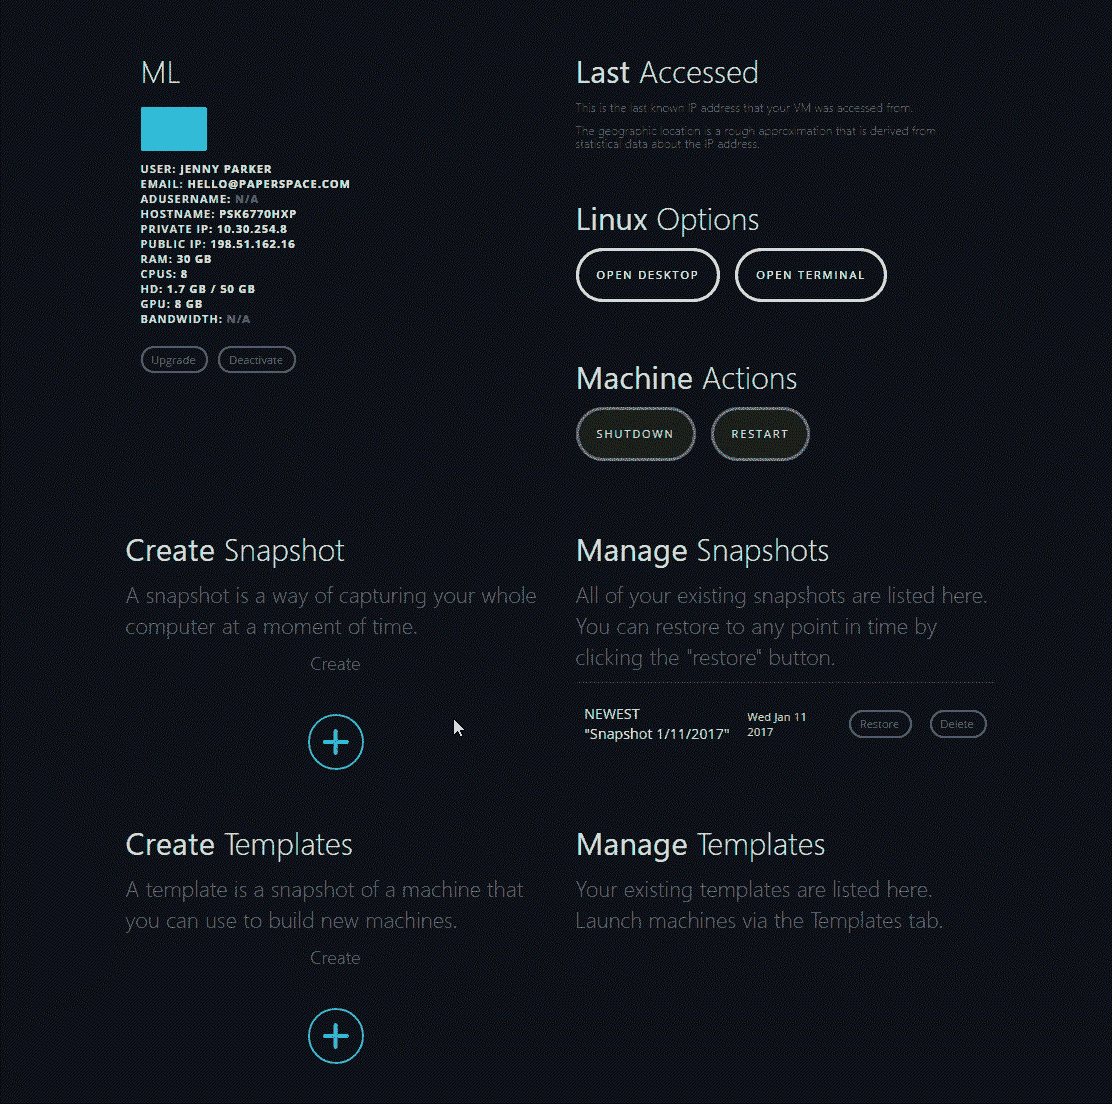 ML
USER: JENNY PARKER
EMAIL: HELLO@PAPERSPACE.COM
ADUSERNAME: N/A
HOSTNAME: PSK6770HXP
PRIVATE IP: 10.30.254.8
PUBLIC IP: 198.51.162.16
RAM: 30 GB
CPUS: 8
HD: 1.7 GB / 50 GB
GPU: 8 GB
BANDWIDTH: N/A
Upgrade
Deactivate
Last Accessed
This is the last known IP address that your VM was accessed from.
The geographic location is a rough approximation that is derived from
statistical data about the IP address.
Linux Options
OPEN DESKTOP
OPEN TERMINAL
Machine Actions
SHUTDOWN
RESTART
Create Snapshot
A snapshot is a way of capturing your whole
computer at a moment of time.
Create
Manage Snapshots
All of your existing snapshots are listed here.
You can restore to any point in time by
clicking the "restore" button.
NEWEST
"Snapshot 1/11/2017"
Wed Jan 11
2017
Restore
Delete
Create Templates
A template is a snapshot of a machine that
you can use to build new machines.
Create
Manage Templates
Your existing templates are listed here.
Launch machines via the Templates tab.